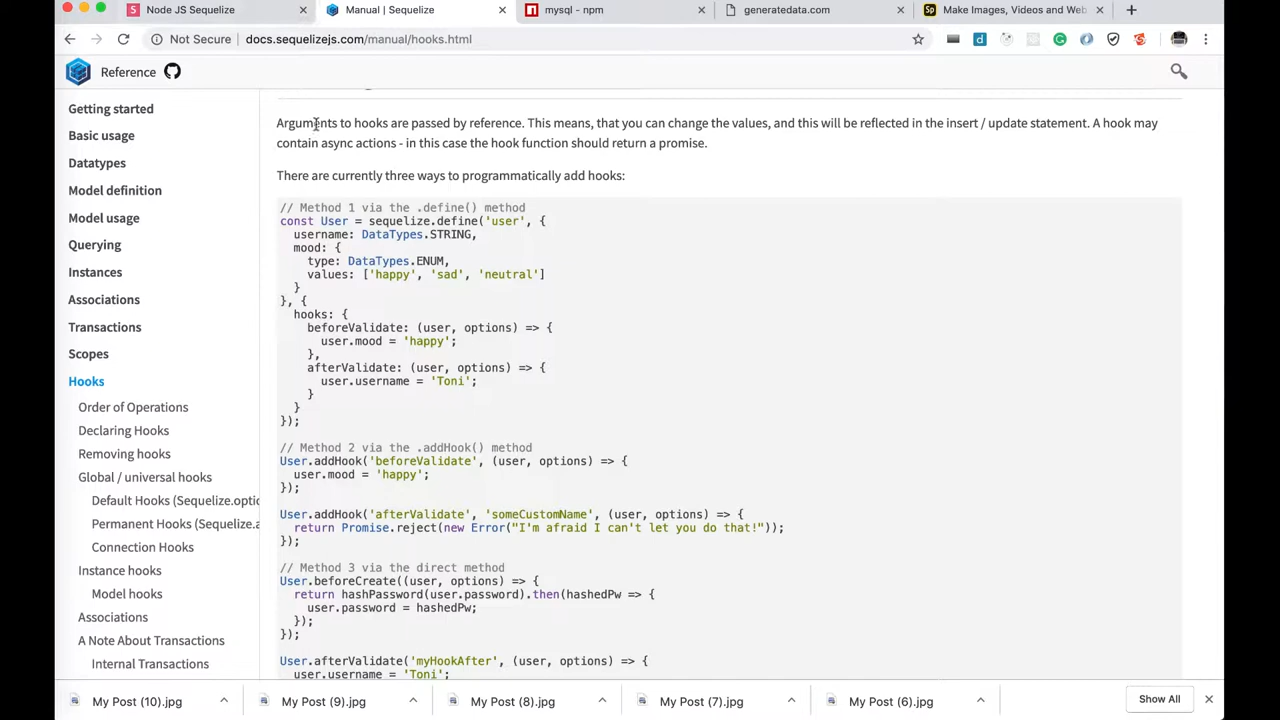 Node JS Sequelize
Manual | Sequelize
mysql - npm
generatedata.com
Make Images, Videos and Web
Not Secure
docs.sequelizejs.com/manual/hooks.html
Reference
Getting started
Basic usage
Datatypes
Model definition
Model usage
Querying
Instances
Associations
Transactions
Scopes
Hooks
Order of Operations
Declaring Hooks
Removing hooks
Global / universal hooks
Default Hooks (Sequelize.optio
Permanent Hooks (Sequelize.a
Connection Hooks
Instance hooks
Model hooks
Associations
A Note About Transactions
Internal Transactions
Arguments to hooks are passed by reference. This means, that you can change the values, and this will be reflected in the insert / update statement. A hook may
contain async actions - in this case the hook function should return a promise.
There are currently three ways to programmatically add hooks:
// Method 1 via the .define() method
const User = sequelize.define('user', {
  username: DataTypes.STRING,
  mood: {
    type: DataTypes.ENUM,
    values: ['happy', 'sad', 'neutral']
  }
}, {
  hooks: {
    beforeValidate: (user, options) => {
      user.mood = 'happy';
    },
    afterValidate: (user, options) => {
      user.username = 'Toni';
    }
  }
});
// Method 2 via the .addHook() method
User.addHook('beforeValidate', (user, options) => {
  user.mood = 'happy';
});
User.addHook('afterValidate', 'someCustomName', (user, options) => {
  return Promise.reject(new Error("I'm afraid I can't let you do that!"));
});
// Method 3 via the direct method
User.beforeCreate((user, options) => {
  return hashPassword(user.password).then(hashedPw => {
    user.password = hashedPw;
  });
});
User.afterValidate('myHookAfter', (user, options) => {
  user.username = 'Toni';
My Post (10).jpg
My Post (9).jpg
My Post (8).jpg
My Post (7).jpg
My Post (6).jpg
Show All